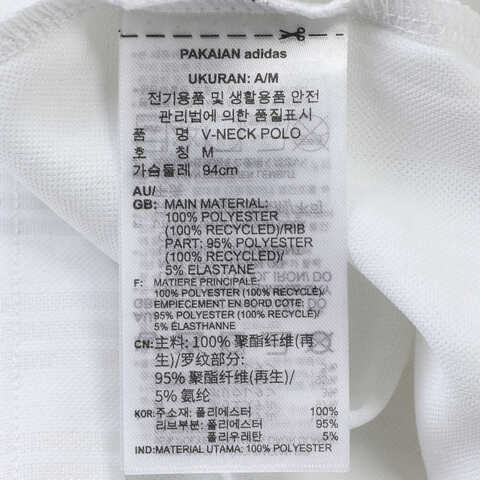 PAKAIAN adidas
UKURAN: A/M
전기용품 및 생활용품 안전
관리법에 의한 품질표시
품 명 V-NECK POLO
호 칭 M
가슴둘레 94cm
AU/
GB: MAIN MATERIAL:
100% POLYESTER
(100% RECYCLED)/RIB
PART: 95% POLYESTER
(100% RECYCLED)/
5% ELASTANE
F: MATIERE PRINCIPALE:
100% POLYESTER (100% RECYCLÉ)/
EMPIECEMENT EN BORD COTE:
95% POLYESTER (100% RECYCLÉ)/
5% ÉLASTHANNE
CN: 主料: 100% 聚酯纤维(再
生)/罗纹部分:
95% 聚酯纤维(再生)/
5% 氨纶
KOR: 주소재: 폴리에스터 100%
리브부분: 폴리에스터 95%
폴리우레탄 5%
IND: MATERIAL UTAMA: 100% POLYESTER